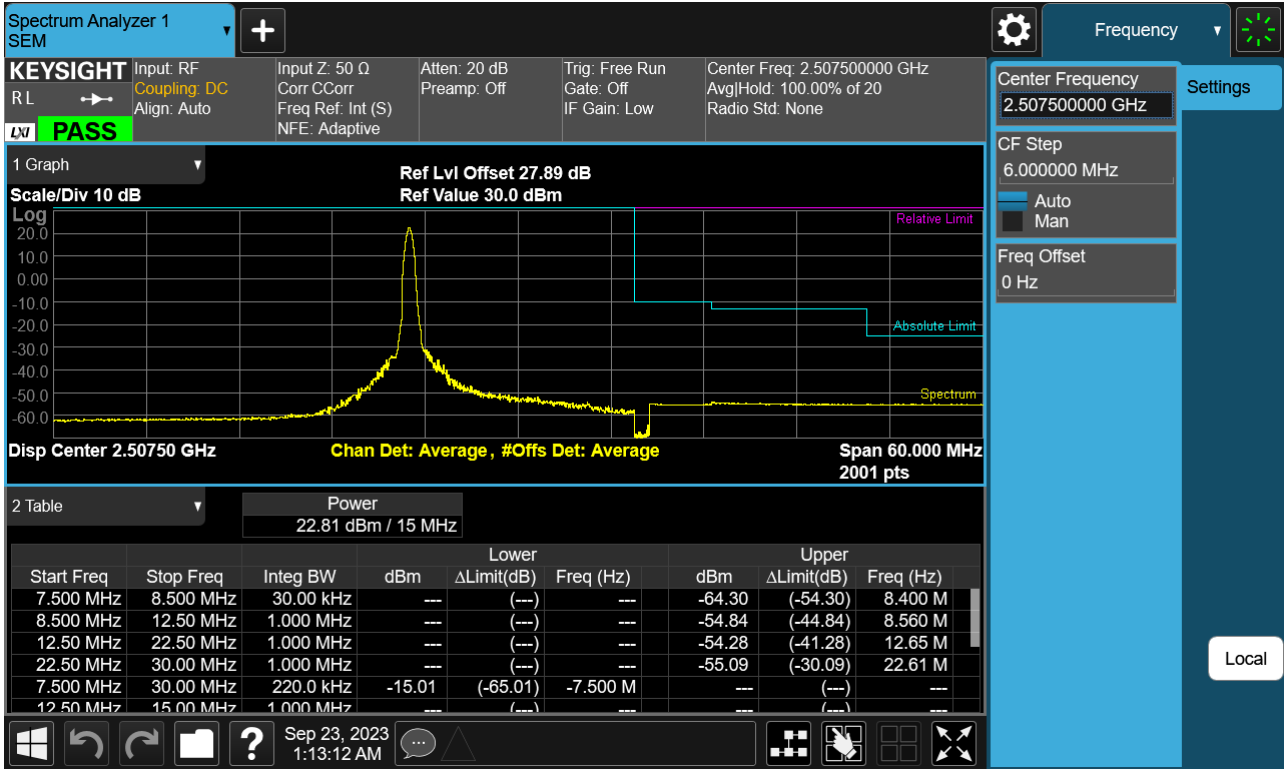 Spectrum Analyzer 1
SEM
Frequency
KEYSIGHT
R L
LXI
PASS
Input: RF
Coupling: DC
Align: Auto
Input Z: 50 Ω
Corr CCorr
Freq Ref: Int (S)
NFE: Adaptive
Atten: 20 dB
Preamp: Off
Trig: Free Run
Gate: Off
IF Gain: Low
Center Freq: 2.507500000 GHz
Avg|Hold: 100.00% of 20
Radio Std: None
Center Frequency
2.507500000 GHz
Settings
CF Step
6.000000 MHz
Auto
Man
Freq Offset
0 Hz
Local
1 Graph
Ref Lvl Offset 27.89 dB
Scale/Div 10 dB
Ref Value 30.0 dBm
Log
Relative Limit
20.0
10.0
0.00
-10.0
-20.0
Absolute Limit
-30.0
-40.0
-50.0
Spectrum
-60.0
Disp Center 2.50750 GHz
Chan Det: Average , #Offs Det: Average
Span 60.000 MHz
2001 pts
2 Table
Power
22.81 dBm / 15 MHz
Lower Upper
Start Freq Stop Freq Integ BW dBm ΔLimit(dB) Freq (Hz) dBm ΔLimit(dB) Freq (Hz)
7.500 MHz 8.500 MHz 30.00 kHz --- (---) --- -64.30 (-54.30) 8.400 M
8.500 MHz 12.50 MHz 1.000 MHz --- (---) --- -54.84 (-44.84) 8.560 M
12.50 MHz 22.50 MHz 1.000 MHz --- (---) --- -54.28 (-41.28) 12.65 M
22.50 MHz 30.00 MHz 1.000 MHz --- (---) --- -55.09 (-30.09) 22.61 M
7.500 MHz 30.00 MHz 220.0 kHz -15.01 (-65.01) -7.500 M --- (---) ---
12.50 MHz 15.00 MHz 1.000 MHz --- (---) --- --- (---) ---
Sep 23, 2023
1:13:12 AM